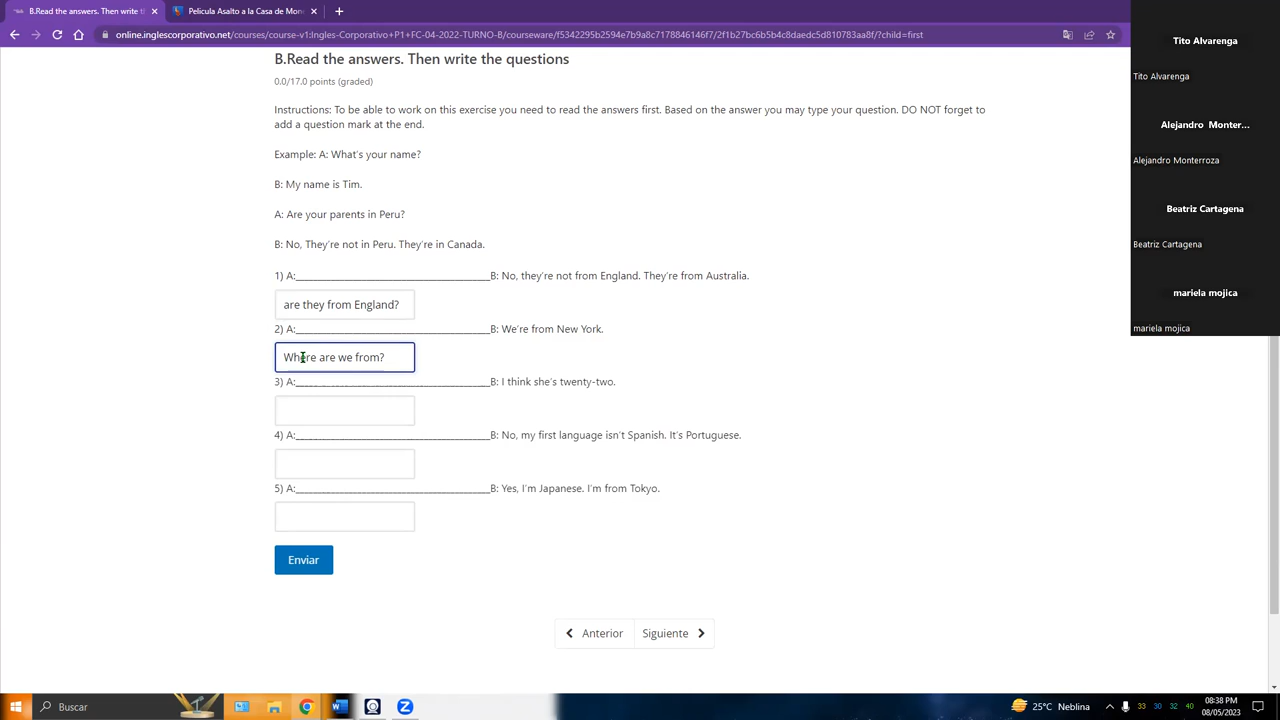 B.Read the answers. Then write t
Pelicula Asalto a la Casa de Mon
online.inglescorporativo.net/courses/course-v1:Ingles-Corporativo+P1+FC-04-2022-TURNO-B/courseware/f5342295b2594e7b9a8c7178846146f7/2f1b27bc6b5b4c8daedc5d810783aa8f/?child=first
B.Read the answers. Then write the questions
0.0/17.0 points (graded)
Instructions: To be able to work on this exercise you need to read the answers first. Based on the answer you may type your question. DO NOT forget to
add a question mark at the end.
Example: A: What's your name?
B: My name is Tim.
A: Are your parents in Peru?
B: No, They're not in Peru. They're in Canada.
1) A:______________________________________B: No, they're not from England. They're from Australia.
are they from England?
2) A:______________________________________B: We're from New York.
Where are we from?
3) A:______________________________________B: I think she's twenty-two.
4) A:______________________________________B: No, my first language isn't Spanish. It's Portuguese.
5) A:______________________________________B: Yes, I'm Japanese. I'm from Tokyo.
Enviar
Anterior
Siguiente
Tito Alvarenga
Tito Alvarenga
Alejandro Monter...
Alejandro Monterroza
Beatriz Cartagena
Beatriz Cartagena
mariela mojica
mariela mojica
Buscar
25°C Neblina
33 30 32 40
08:38 PM
08/05/2023